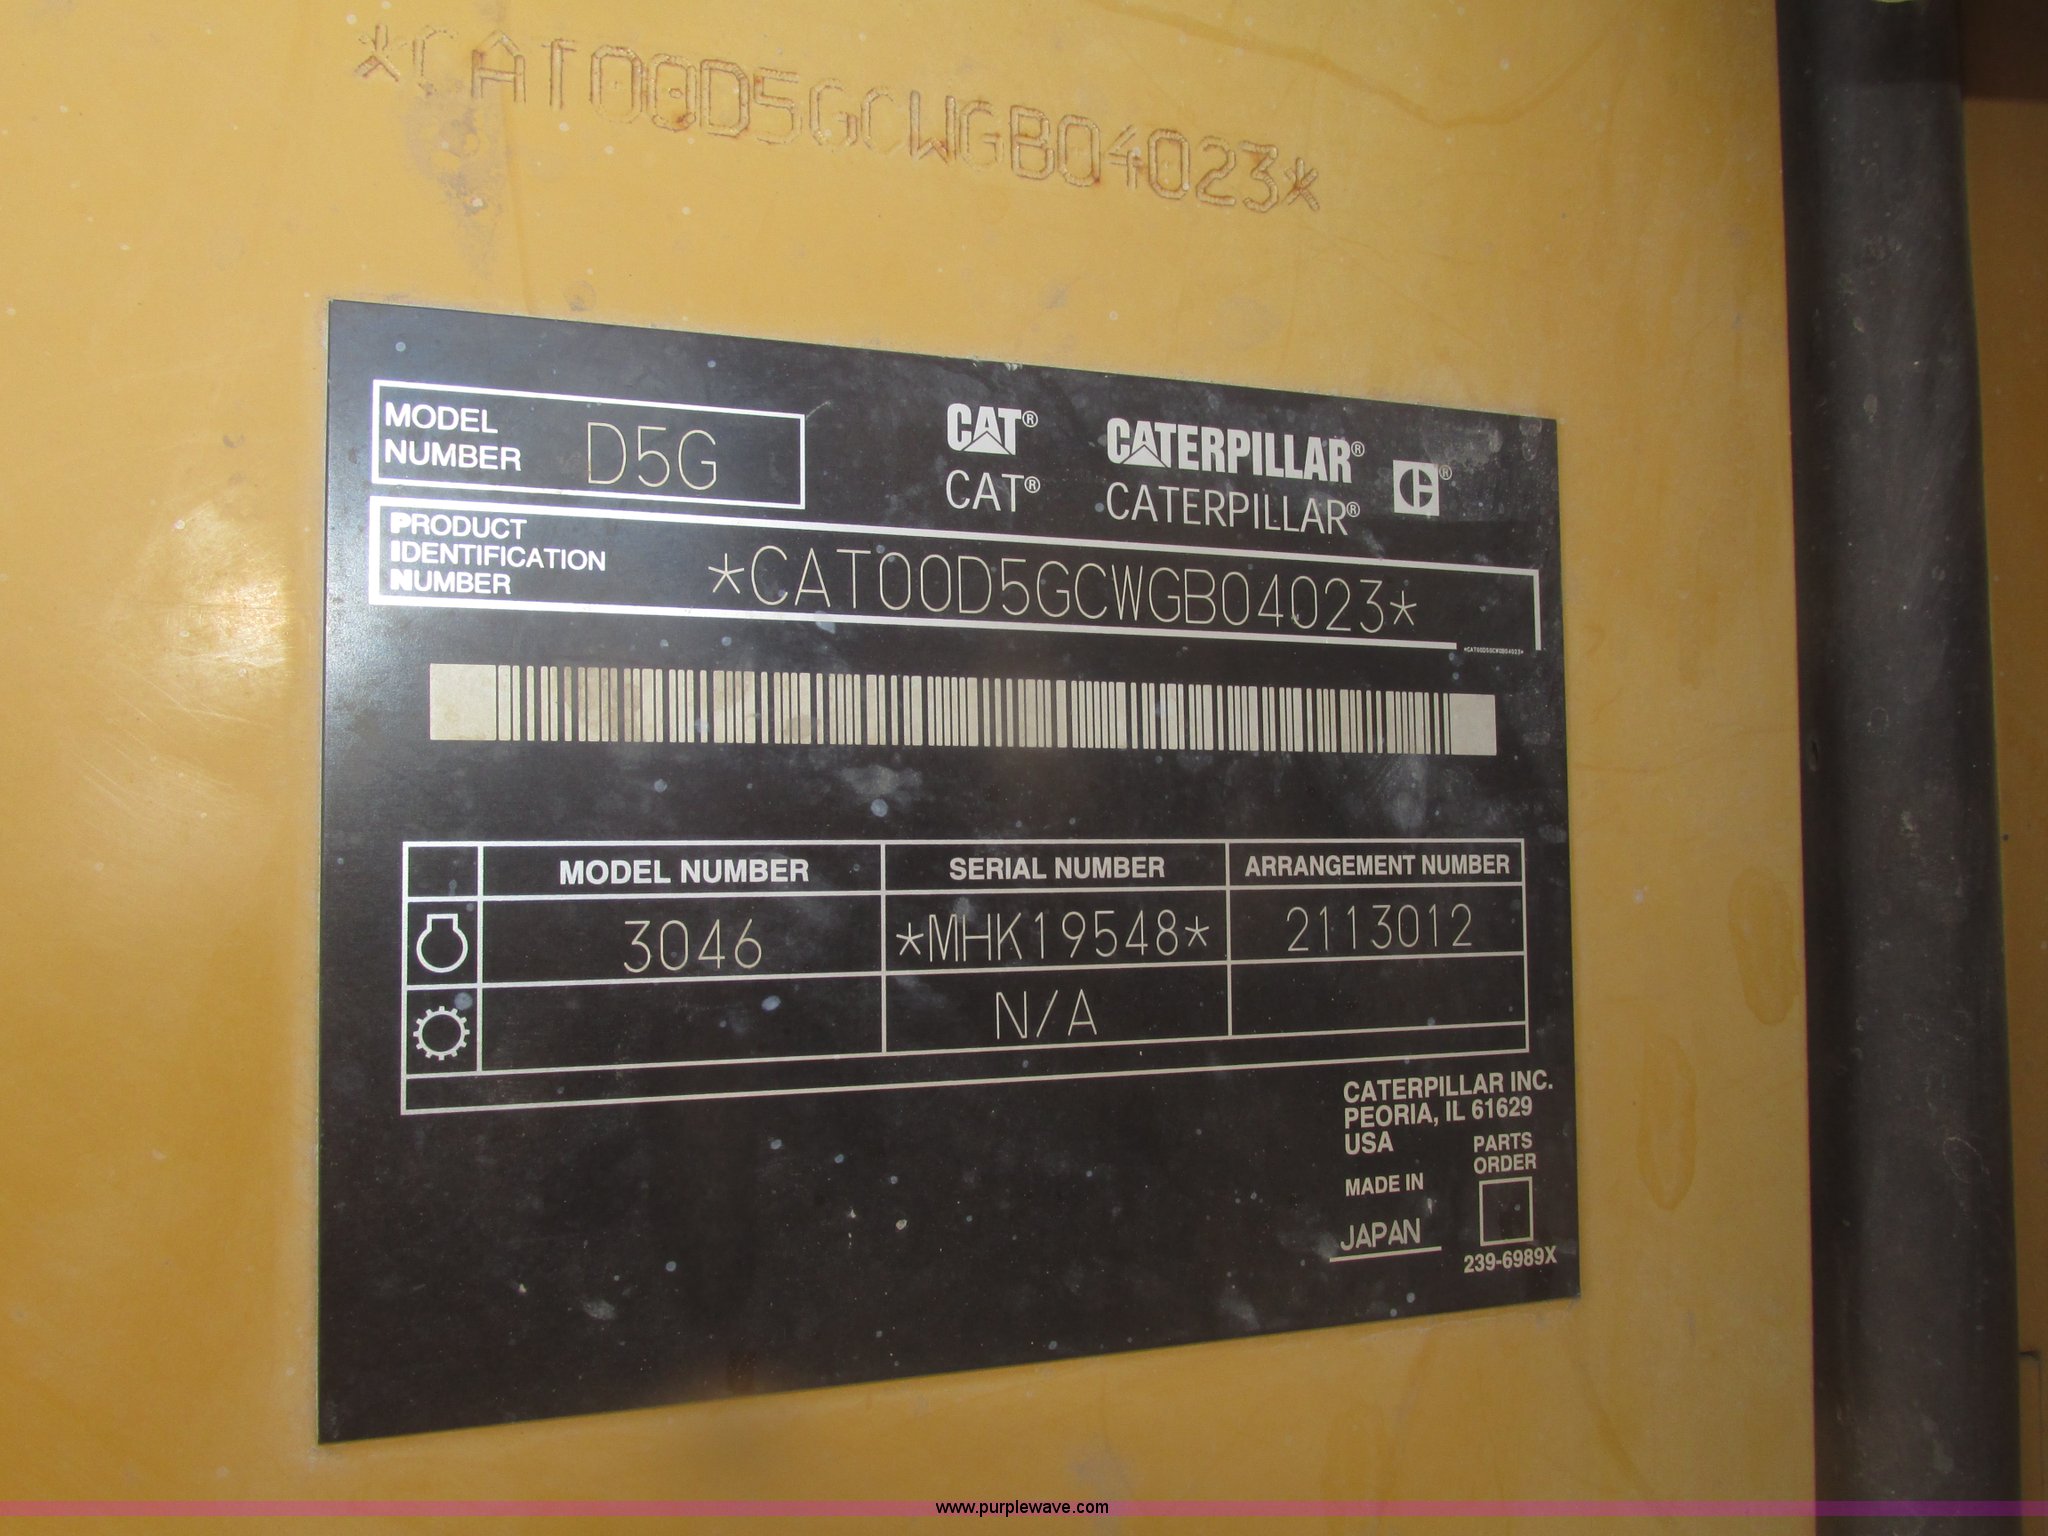 *CAT00D5GCWGB04023*
MODEL NUMBER D5G
CAT® CATERPILLAR® ®
CAT® CATERPILLAR®
PRODUCT IDENTIFICATION NUMBER *CAT00D5GCWGB04023*
*CAT00D5GCWGB04023*
MODEL NUMBER SERIAL NUMBER ARRANGEMENT NUMBER
3046 *MHK19548* 2113012
N/A
CATERPILLAR INC.
PEORIA, IL 61629
USA
PARTS
ORDER
MADE IN
JAPAN
239-6989X
www.purplewave.com